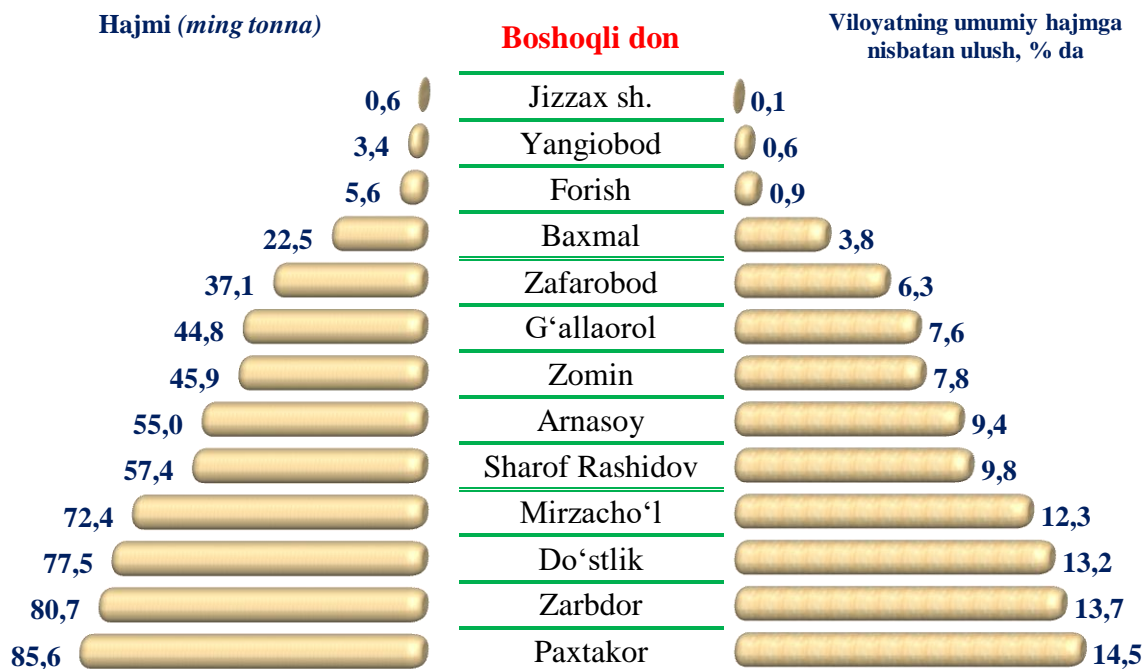 Hajmi (ming tonna)
Boshoqli don
Viloyatning umumiy hajmga
nisbatan ulush, % da
0,6 Jizzax sh. 0,1
3,4 Yangiobod 0,6
5,6 Forish 0,9
22,5 Baxmal 3,8
37,1 Zafarobod 6,3
44,8 G‘allaorol 7,6
45,9 Zomin 7,8
55,0 Arnasoy 9,4
57,4 Sharof Rashidov 9,8
72,4 Mirzacho‘l 12,3
77,5 Do‘stlik 13,2
80,7 Zarbdor 13,7
85,6 Paxtakor 14,5